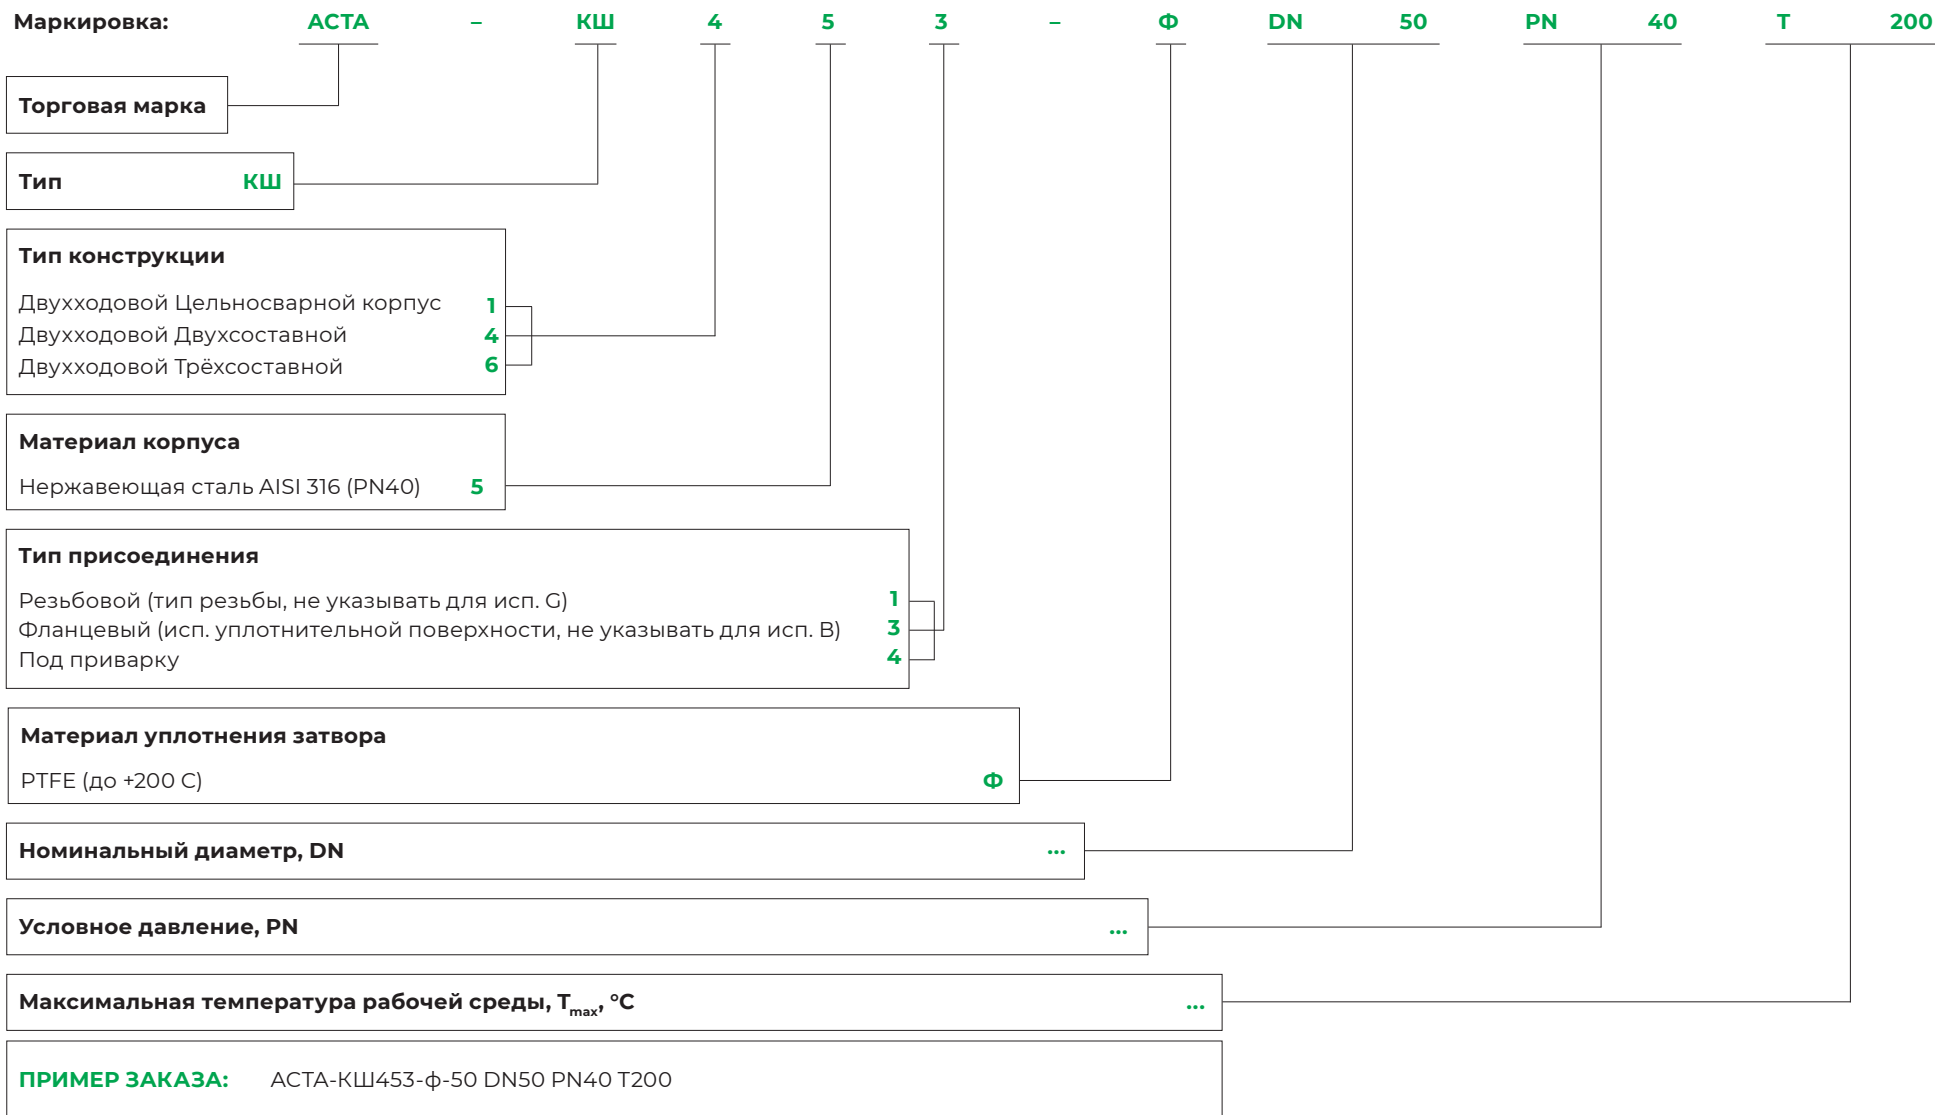 Маркировка: АСТА – КШ 4 5 3 – Ф DN 50 PN 40 Т 200
Торговая марка
Тип КШ
Тип конструкции
Двухходовой Цельносварной корпус 1
Двухходовой Двухсоставной 4
Двухходовой Трёхсоставной 6
Материал корпуса
Нержавеющая сталь AISI 316 (PN40) 5
Тип присоединения
Резьбовой (тип резьбы, не указывать для исп. G) 1
Фланцевый (исп. уплотнительной поверхности, не указывать для исп. В) 3
Под приварку 4
Материал уплотнения затвора
PTFE (до +200 С) Ф
Номинальный диаметр, DN ...
Условное давление, PN ...
Максимальная температура рабочей среды, Tmax, °С ...
ПРИМЕР ЗАКАЗА: АСТА-КШ453-ф-50 DN50 PN40 T200